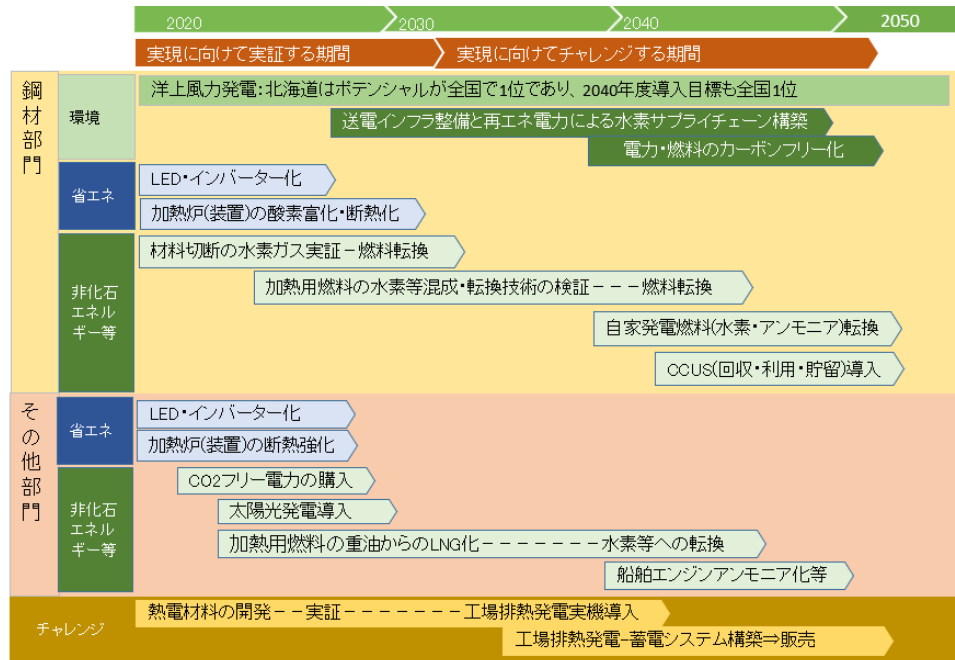 2020
2030
2040
2050
実現に向けて実証する期間
実現に向けてチャレンジする期間
鋼材部門
環境
洋上風力発電:北海道はポテンシャルが全国で1位であり、2040年度導入目標も全国1位
送電インフラ整備と再エネ電力による水素サプライチェーン構築
電力・燃料のカーボンフリー化
省エネ
LED・インバーター化
加熱炉(装置)の酸素富化・断熱化
非化石
エネル
ギー等
材料切断の水素ガス実証－燃料転換
加熱用燃料の水素等混成・転換技術の検証－－－燃料転換
自家発電燃料(水素・アンモニア)転換
CCUS(回収・利用・貯留)導入
その他部門
省エネ
LED・インバーター化
加熱炉(装置)の断熱強化
非化石
エネル
ギー等
CO2フリー電力の購入
太陽光発電導入
加熱用燃料の重油からのLNG化－－－－－－－水素等への転換
船舶エンジンアンモニア化等
チャレンジ
熱電材料の開発－－実証－－－－－－－工場排熱発電実機導入
工場排熱発電-蓄電システム構築⇒販売